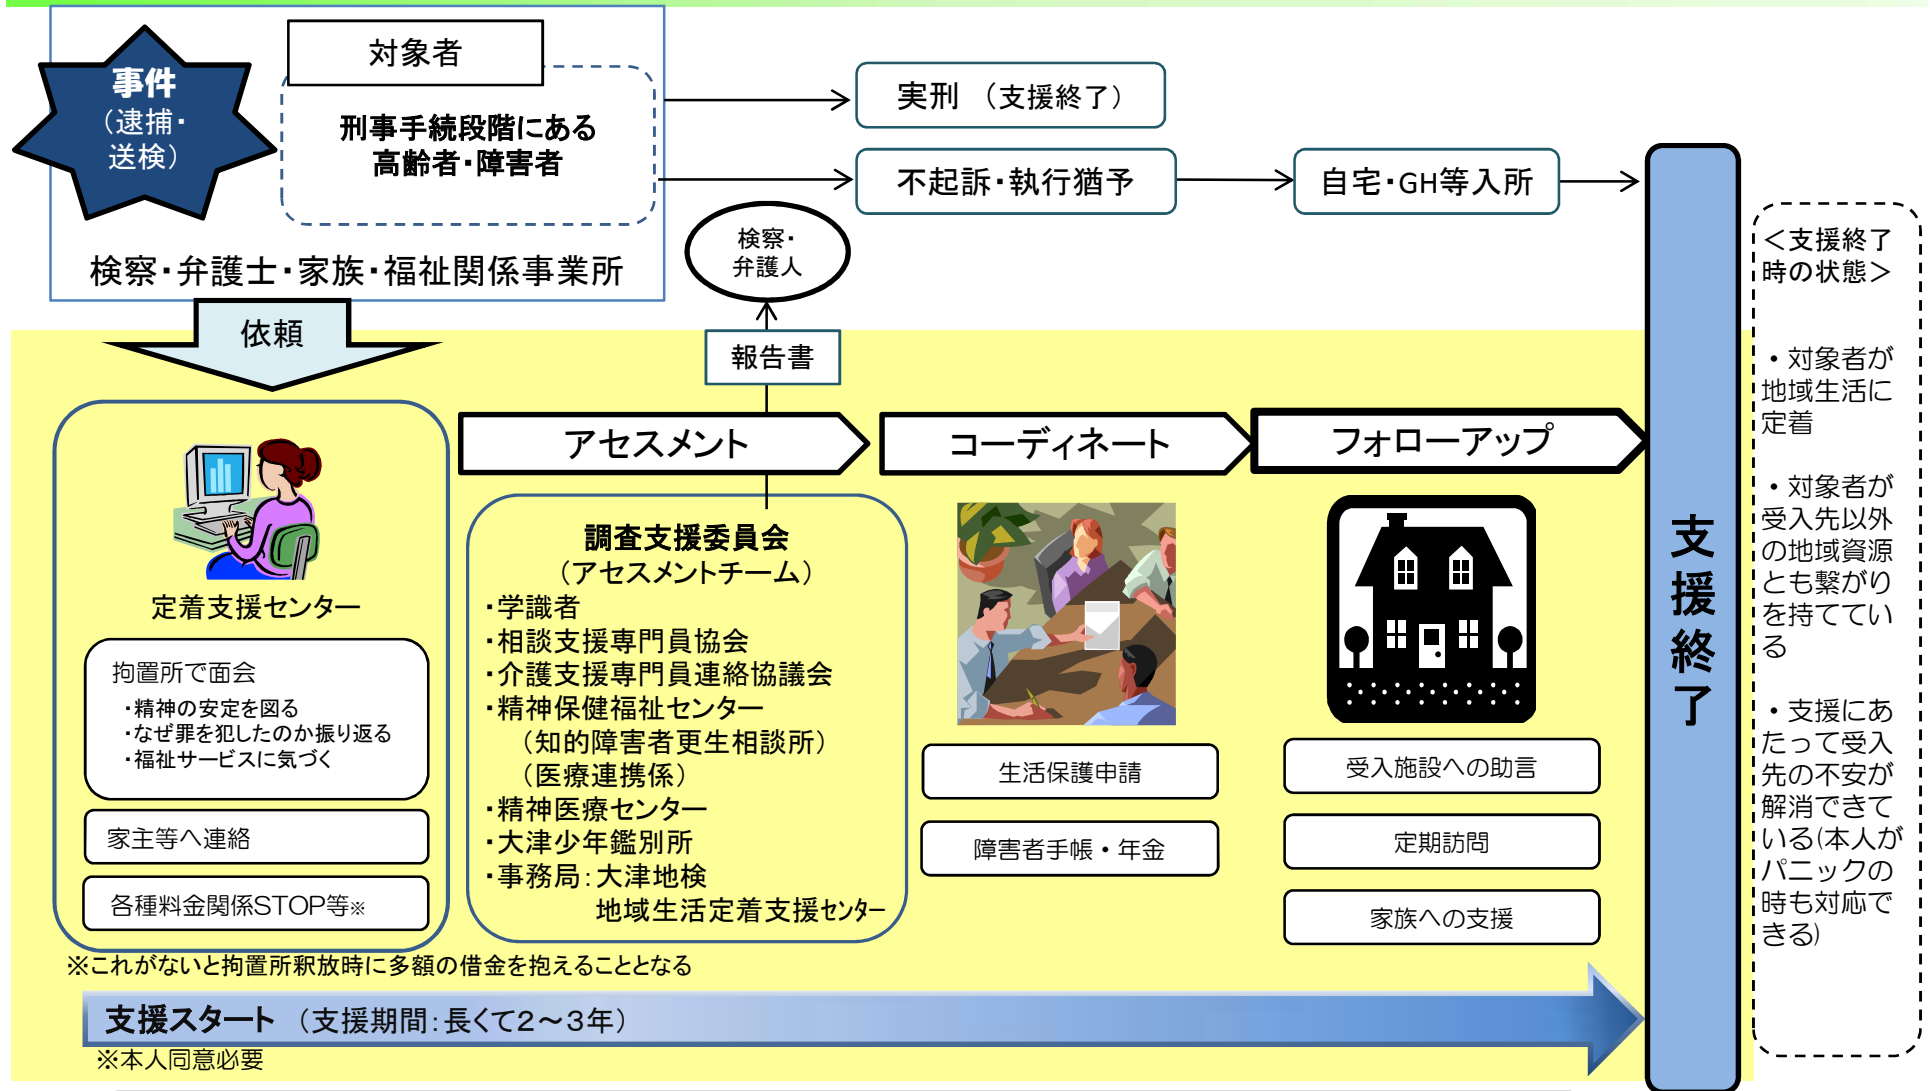 事件
（逮捕・
送検）
対象者
刑事手続段階にある
高齢者・障害者
検察・弁護士・家族・福祉関係事業所
実刑　（支援終了）
不起訴・執行猶予
自宅・GH等入所
検察・
弁護人
報告書
依頼
アセスメント
コーディネート
フォローアップ
定着支援センター
拘置所で面会
・精神の安定を図る
・なぜ罪を犯したのか振り返る
・福祉サービスに気づく
家主等へ連絡
各種料金関係STOP等※
調査支援委員会
（アセスメントチーム）
・学識者
・相談支援専門員協会
・介護支援専門員連絡協議会
・精神保健福祉センター
（知的障害者更生相談所）
（医療連携係）
・精神医療センター
・大津少年鑑別所
・事務局：大津地検
地域生活定着支援センター
生活保護申請
障害者手帳・年金
受入施設への助言
定期訪問
家族への支援
※これがないと拘置所釈放時に多額の借金を抱えることとなる
支援スタート　（支援期間：長くて２～３年）
※本人同意必要
支援終了
＜支援終了
時の状態＞
・対象者が
地域生活に
定着
・対象者が
受入先以外
の地域資源
とも繋がり
を持ててい
る
・支援にあ
たって受入
先の不安が
解消できて
いる(本人が
パニックの
時も対応で
きる)